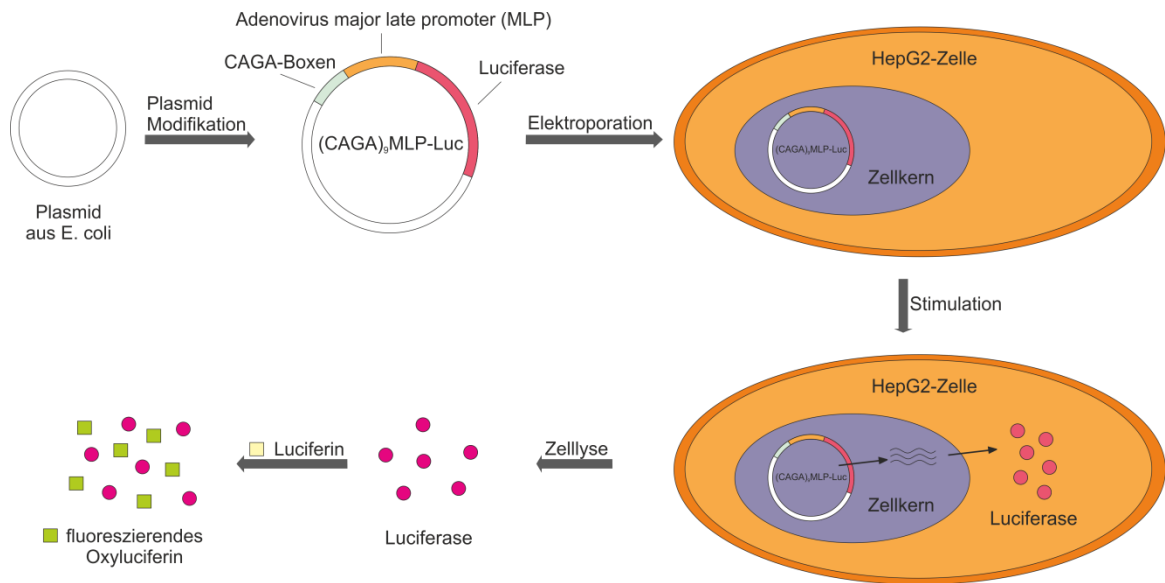 Adenovirus major late promoter (MLP)
CAGA-Boxen
Luciferase
Plasmid
Modifikation
(CAGA)₉MLP-Luc
Plasmid
aus E. coli
Elektroporation
HepG2-Zelle
(CAGA)₉MLP-Luc
Zellkern
Stimulation
HepG2-Zelle
(CAGA)₉MLP-Luc
Zellkern
Luciferase
Zelllyse
Luciferase
Luciferin
fluoreszierendes
Oxyluciferin